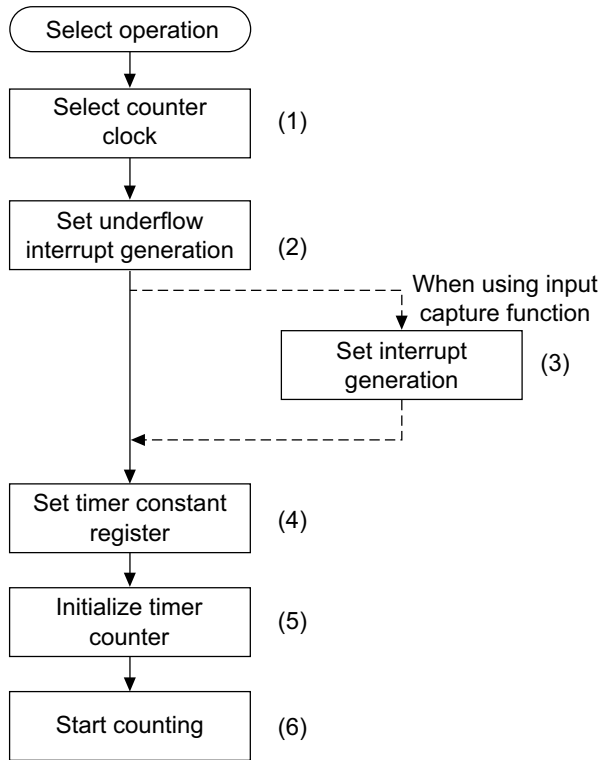 Select operation
Select counter
clock
(1)
Set underflow
interrupt generation
(2)
When using input
capture function
Set interrupt
generation
(3)
Set timer constant
register
(4)
Initialize timer
counter
(5)
Start counting
(6)